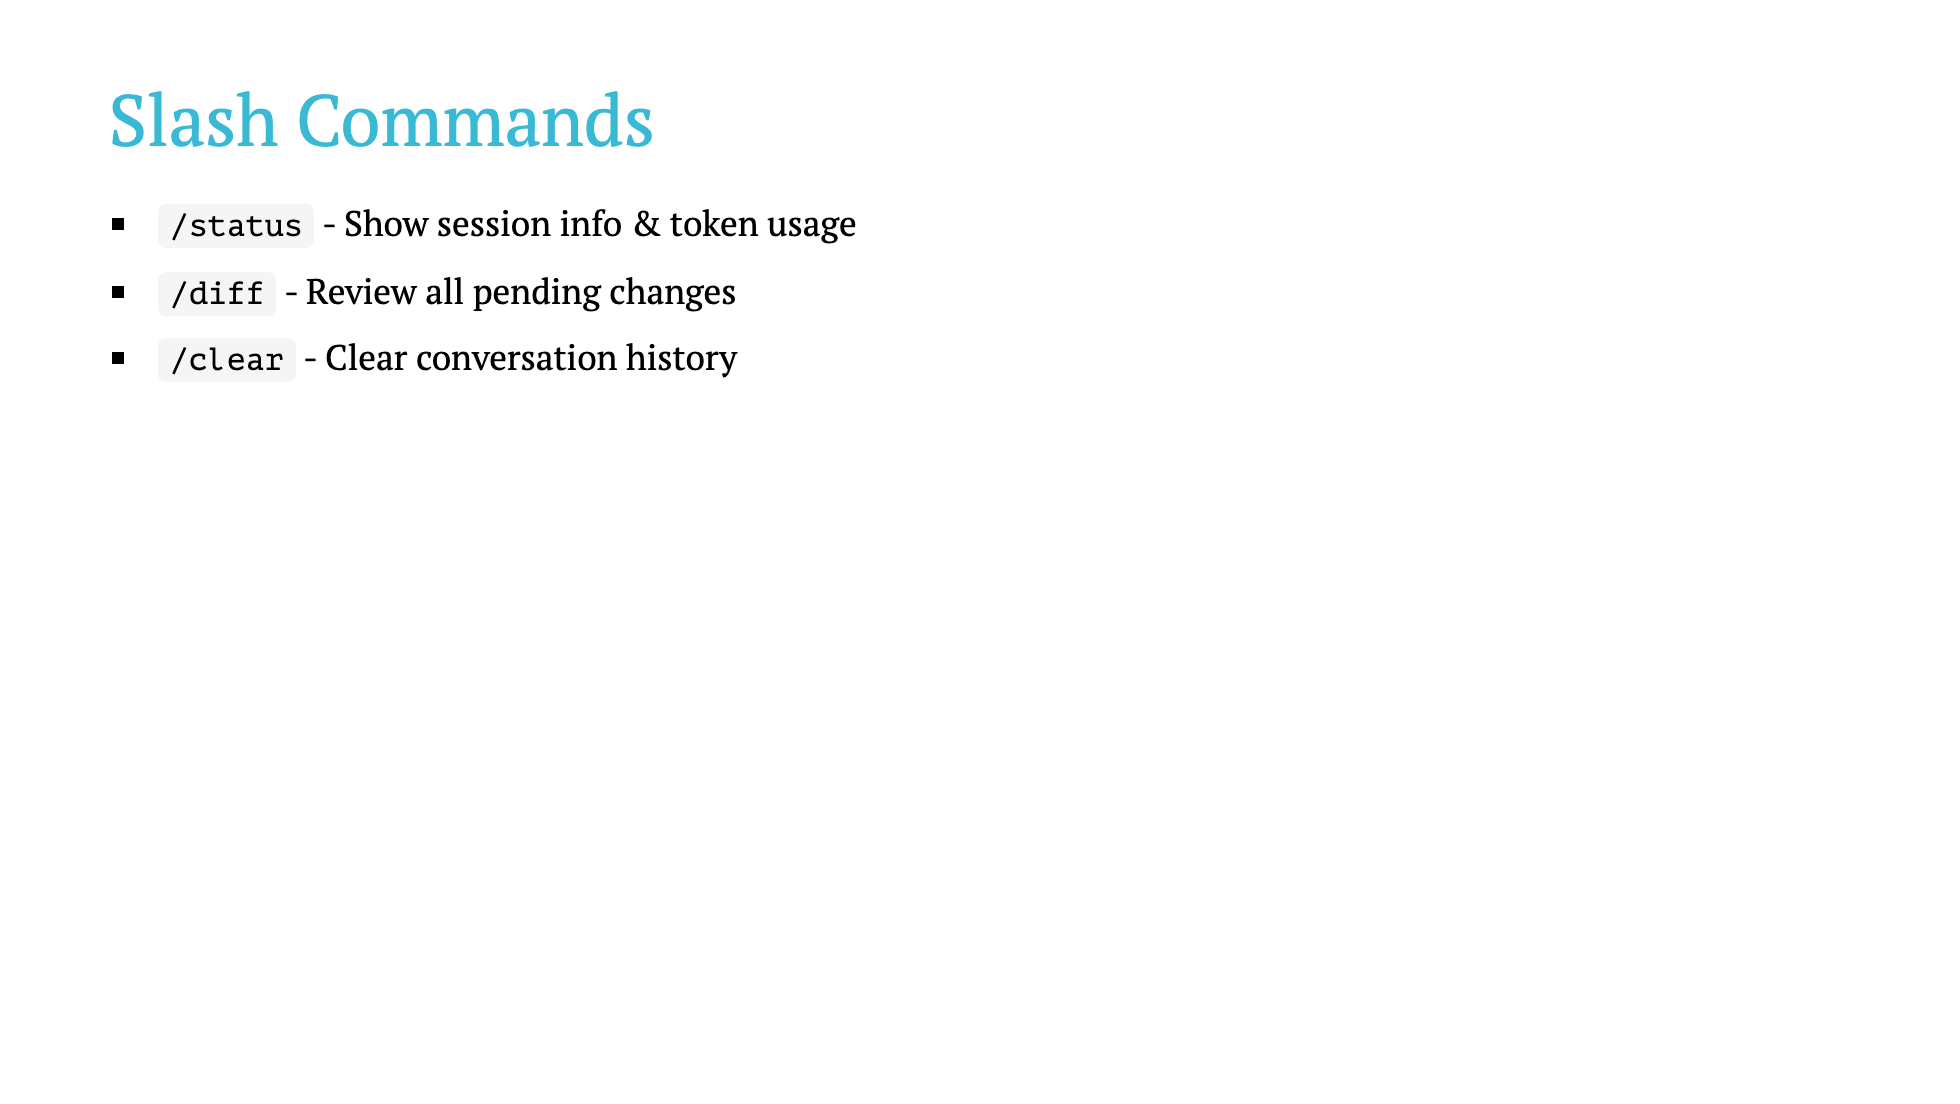 Slash Commands
▪ /status - Show session info & token usage
▪ /diff - Review all pending changes
▪ /clear - Clear conversation history